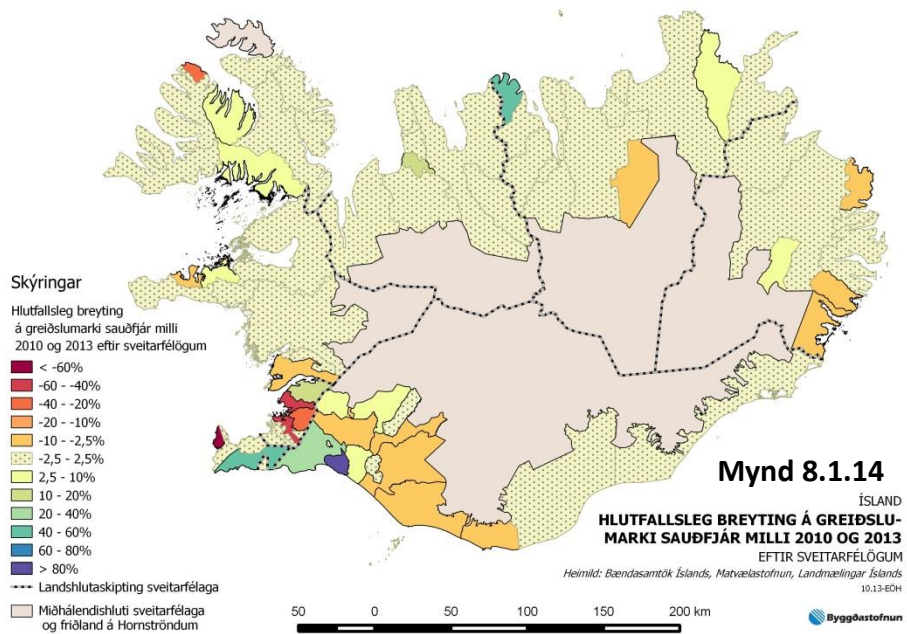 Skýringar
Hlutfallsleg breyting
á greiðslumarki sauðfjár milli
2010 og 2013 eftir sveitarfélögum
< -60%
-60 - -40%
-40 - -20%
-20 - -10%
-10 - -2,5%
-2,5 - 2,5%
2,5 - 10%
10 - 20%
20 - 40%
40 - 60%
60 - 80%
> 80%
Landshlutaskipting sveitarfélaga
Miðhálendishluti sveitarfélaga
og friðland á Hornströndum
Mynd 8.1.14
ÍSLAND
HLUTFALLSLEG BREYTING Á GREIÐSLU-
MARKI SAUÐFJÁR MILLI 2010 OG 2013
EFTIR SVEITARFÉLÖGUM
Heimild: Bændasamtök Íslands, Matvælastofnun, Landmælingar Íslands
10.13-EÖH
50 0 50 100 150 200 km
Byggðastofnun